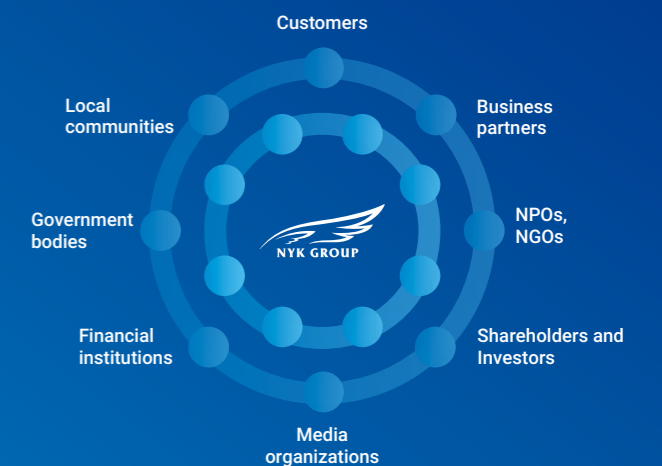 Customers
Local
communities
Business
partners
Government
bodies
NPOs,
NGOs
NYK GROUP
Financial
institutions
Shareholders and
Investors
Media
organizations